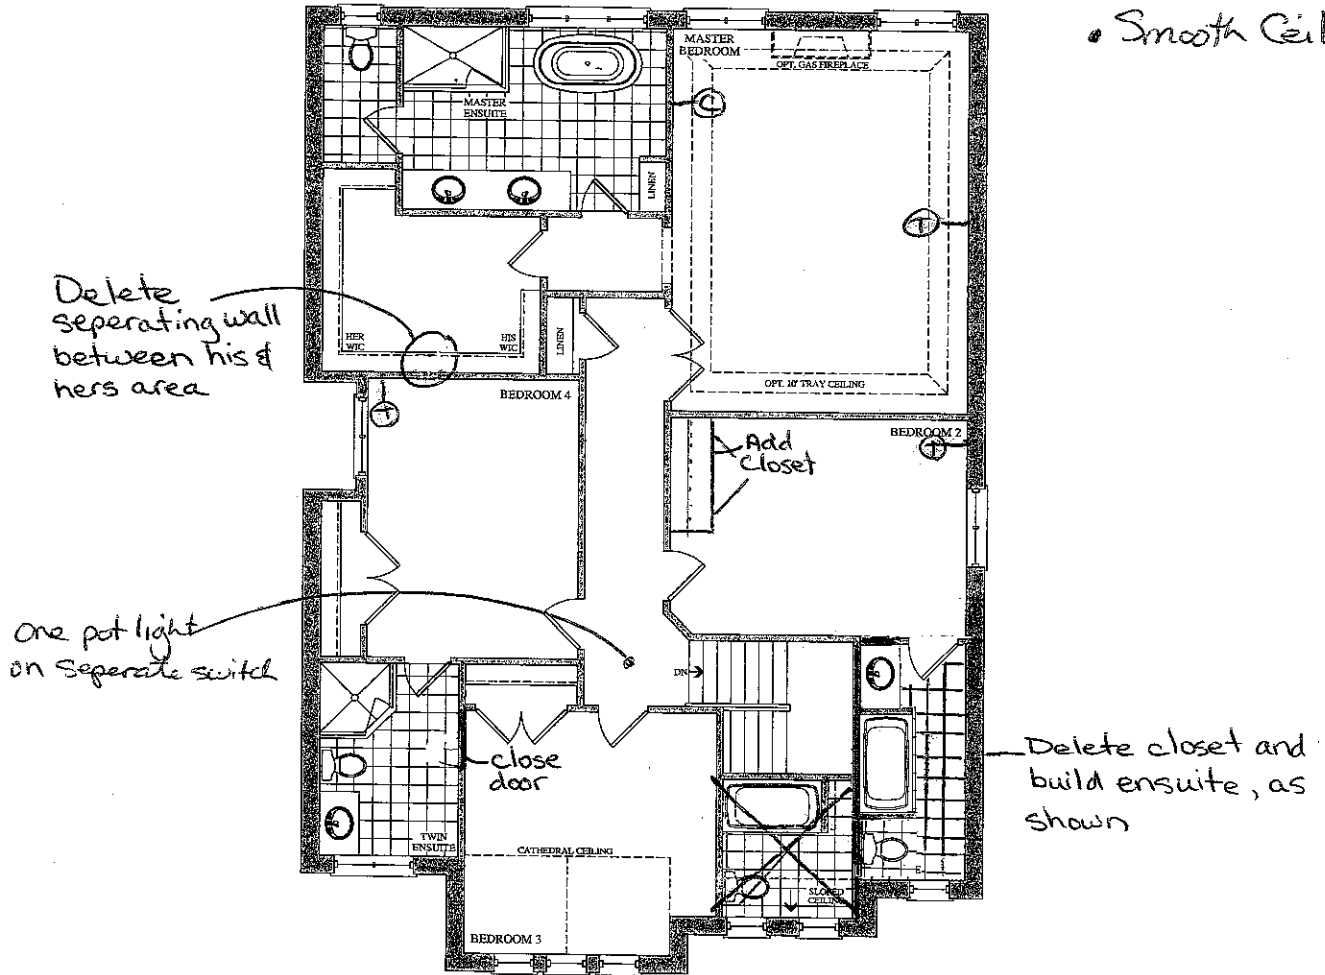 • Smooth Ceil
MASTER
BEDROOM
OPT. GAS FIREPLACE
MASTER
ENSUITE
C
LINEN
T
Delete
seperating wall
between his &
hers area
HER
WIC
HIS
WIC
LINEN
OPT. 10' TRAY CEILING
BEDROOM 4
T
BEDROOM 2
T
Add
Closet
One pot light
on seperate switch
DN
close
door
Delete closet and
build ensuite, as
shown
TWIN
ENSUITE
CATHEDRAL CEILING
SLOPED
CEILING
E
BEDROOM 3